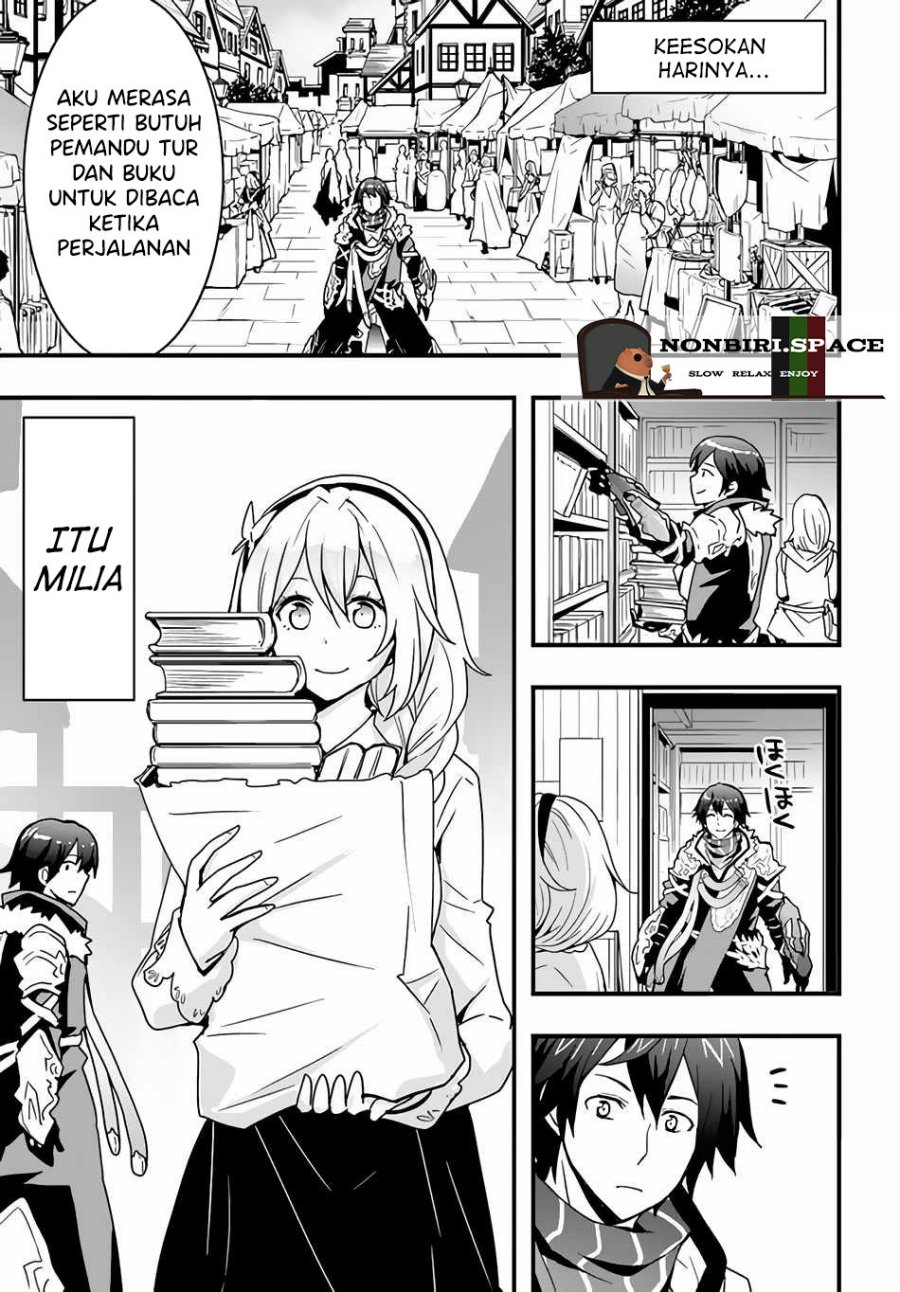 KEESOKAN
HARINYA...
AKU MERASA
SEPERTI BUTUH
PEMANDU TUR
DAN BUKU
UNTUK DIBACA
KETIKA
PERJALANAN
NONBIRI.SPACE
SLOW RELAX ENJOY
ほくほく
ITU
MILIA